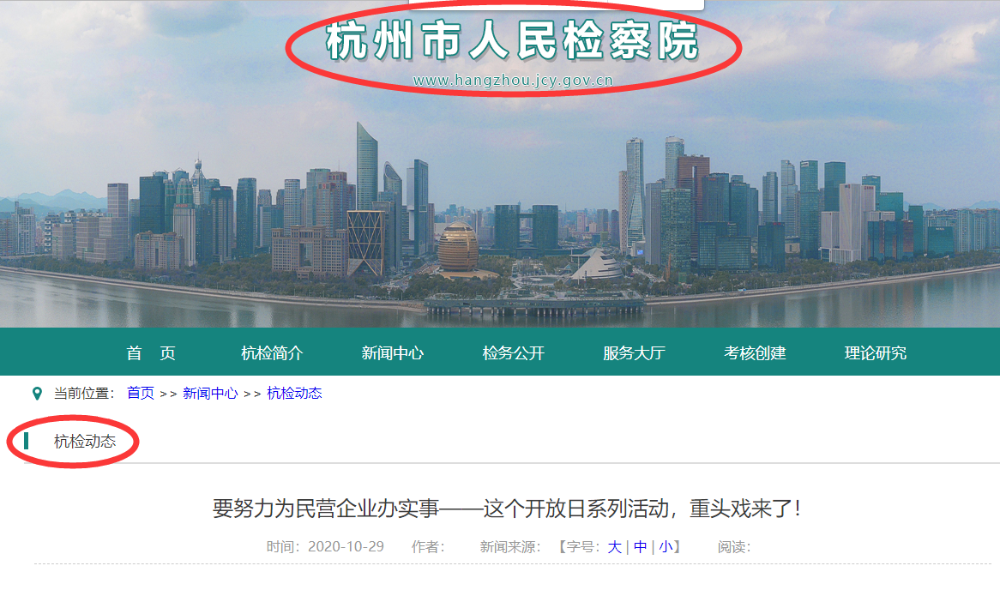 杭州市人民检察院
www.hangzhou.jcy.gov.cn
首 页 杭检简介 新闻中心 检务公开 服务大厅 考核创建 理论研究
当前位置： 首页 >> 新闻中心 >> 杭检动态
杭检动态
要努力为民营企业办实事——这个开放日系列活动，重头戏来了！
时间：2020-10-29 作者： 新闻来源： 【字号：大 | 中 | 小】 阅读：